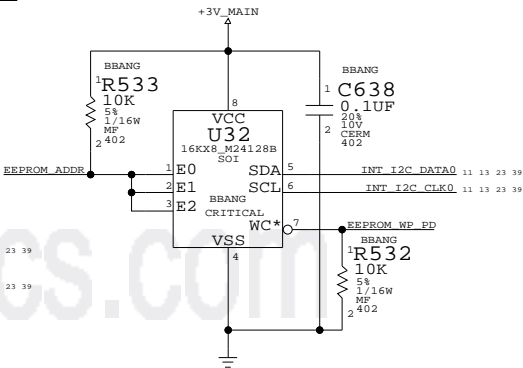 +3V_MAIN
BBANG
1
R533
10K
5%
1/16W
MF
2 402
BBANG
1
C638
0.1UF
20%
10V
2 CERM
402
8
VCC
U32
16KX8_M24128B
SOI
EEPROM_ADDR
1 E0
2 E1
3 E2
BBANG
CRITICAL
SDA 5
SCL 6
WC* 7
VSS
4
INT_I2C_DATA0 11 13 23 39
INT_I2C_CLK0 11 13 23 39
EEPROM_WP_PD
BBANG
1
R532
10K
5%
1/16W
MF
2 402
23 39
23 39
cs.com